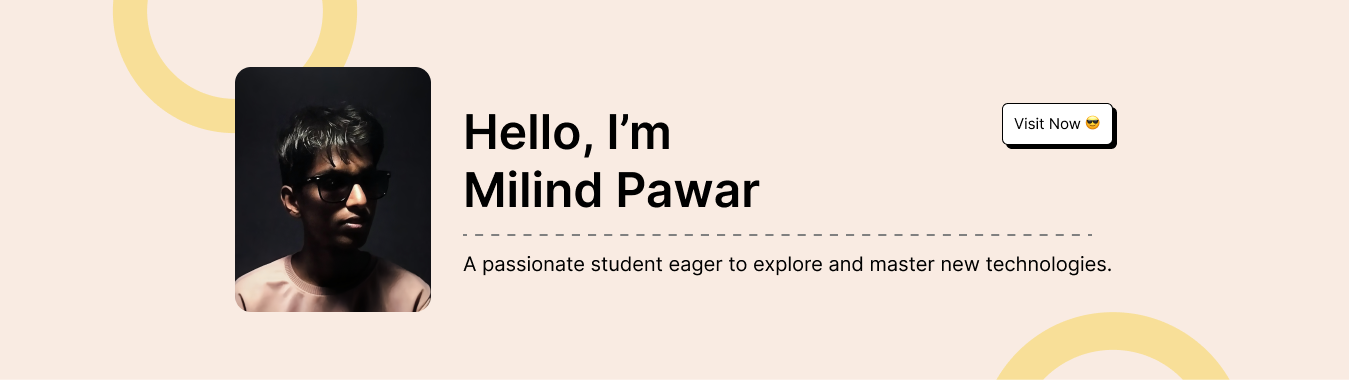 Hello, I’m
Milind Pawar
Visit Now 😎
A passionate student eager to explore and master new technologies.